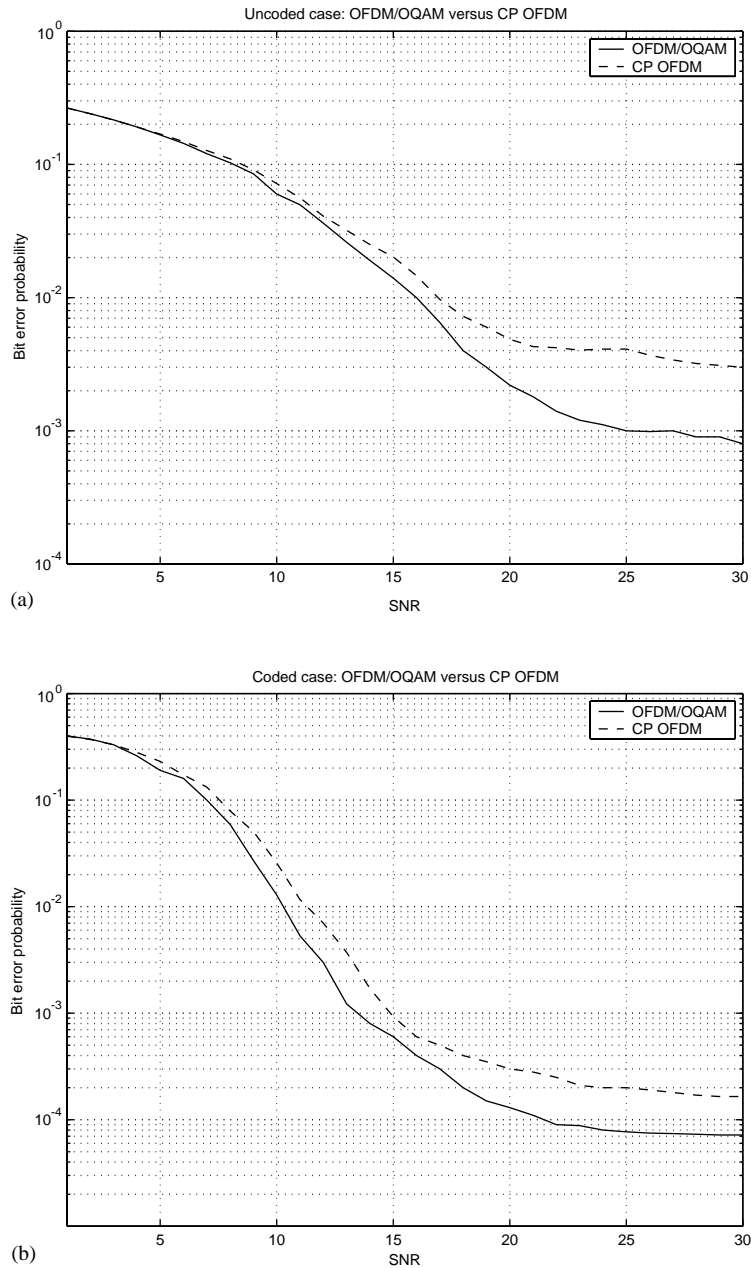 Uncoded case: OFDM/OQAM versus CP OFDM
10^0
10^-1
10^-2
10^-3
10^-4
Bit error probability
OFDM/OQAM
CP OFDM
5 10 15 20 25 30
SNR
(a)
Coded case: OFDM/OQAM versus CP OFDM
10^0
10^-1
10^-2
10^-3
10^-4
Bit error probability
OFDM/OQAM
CP OFDM
5 10 15 20 25 30
SNR
(b)